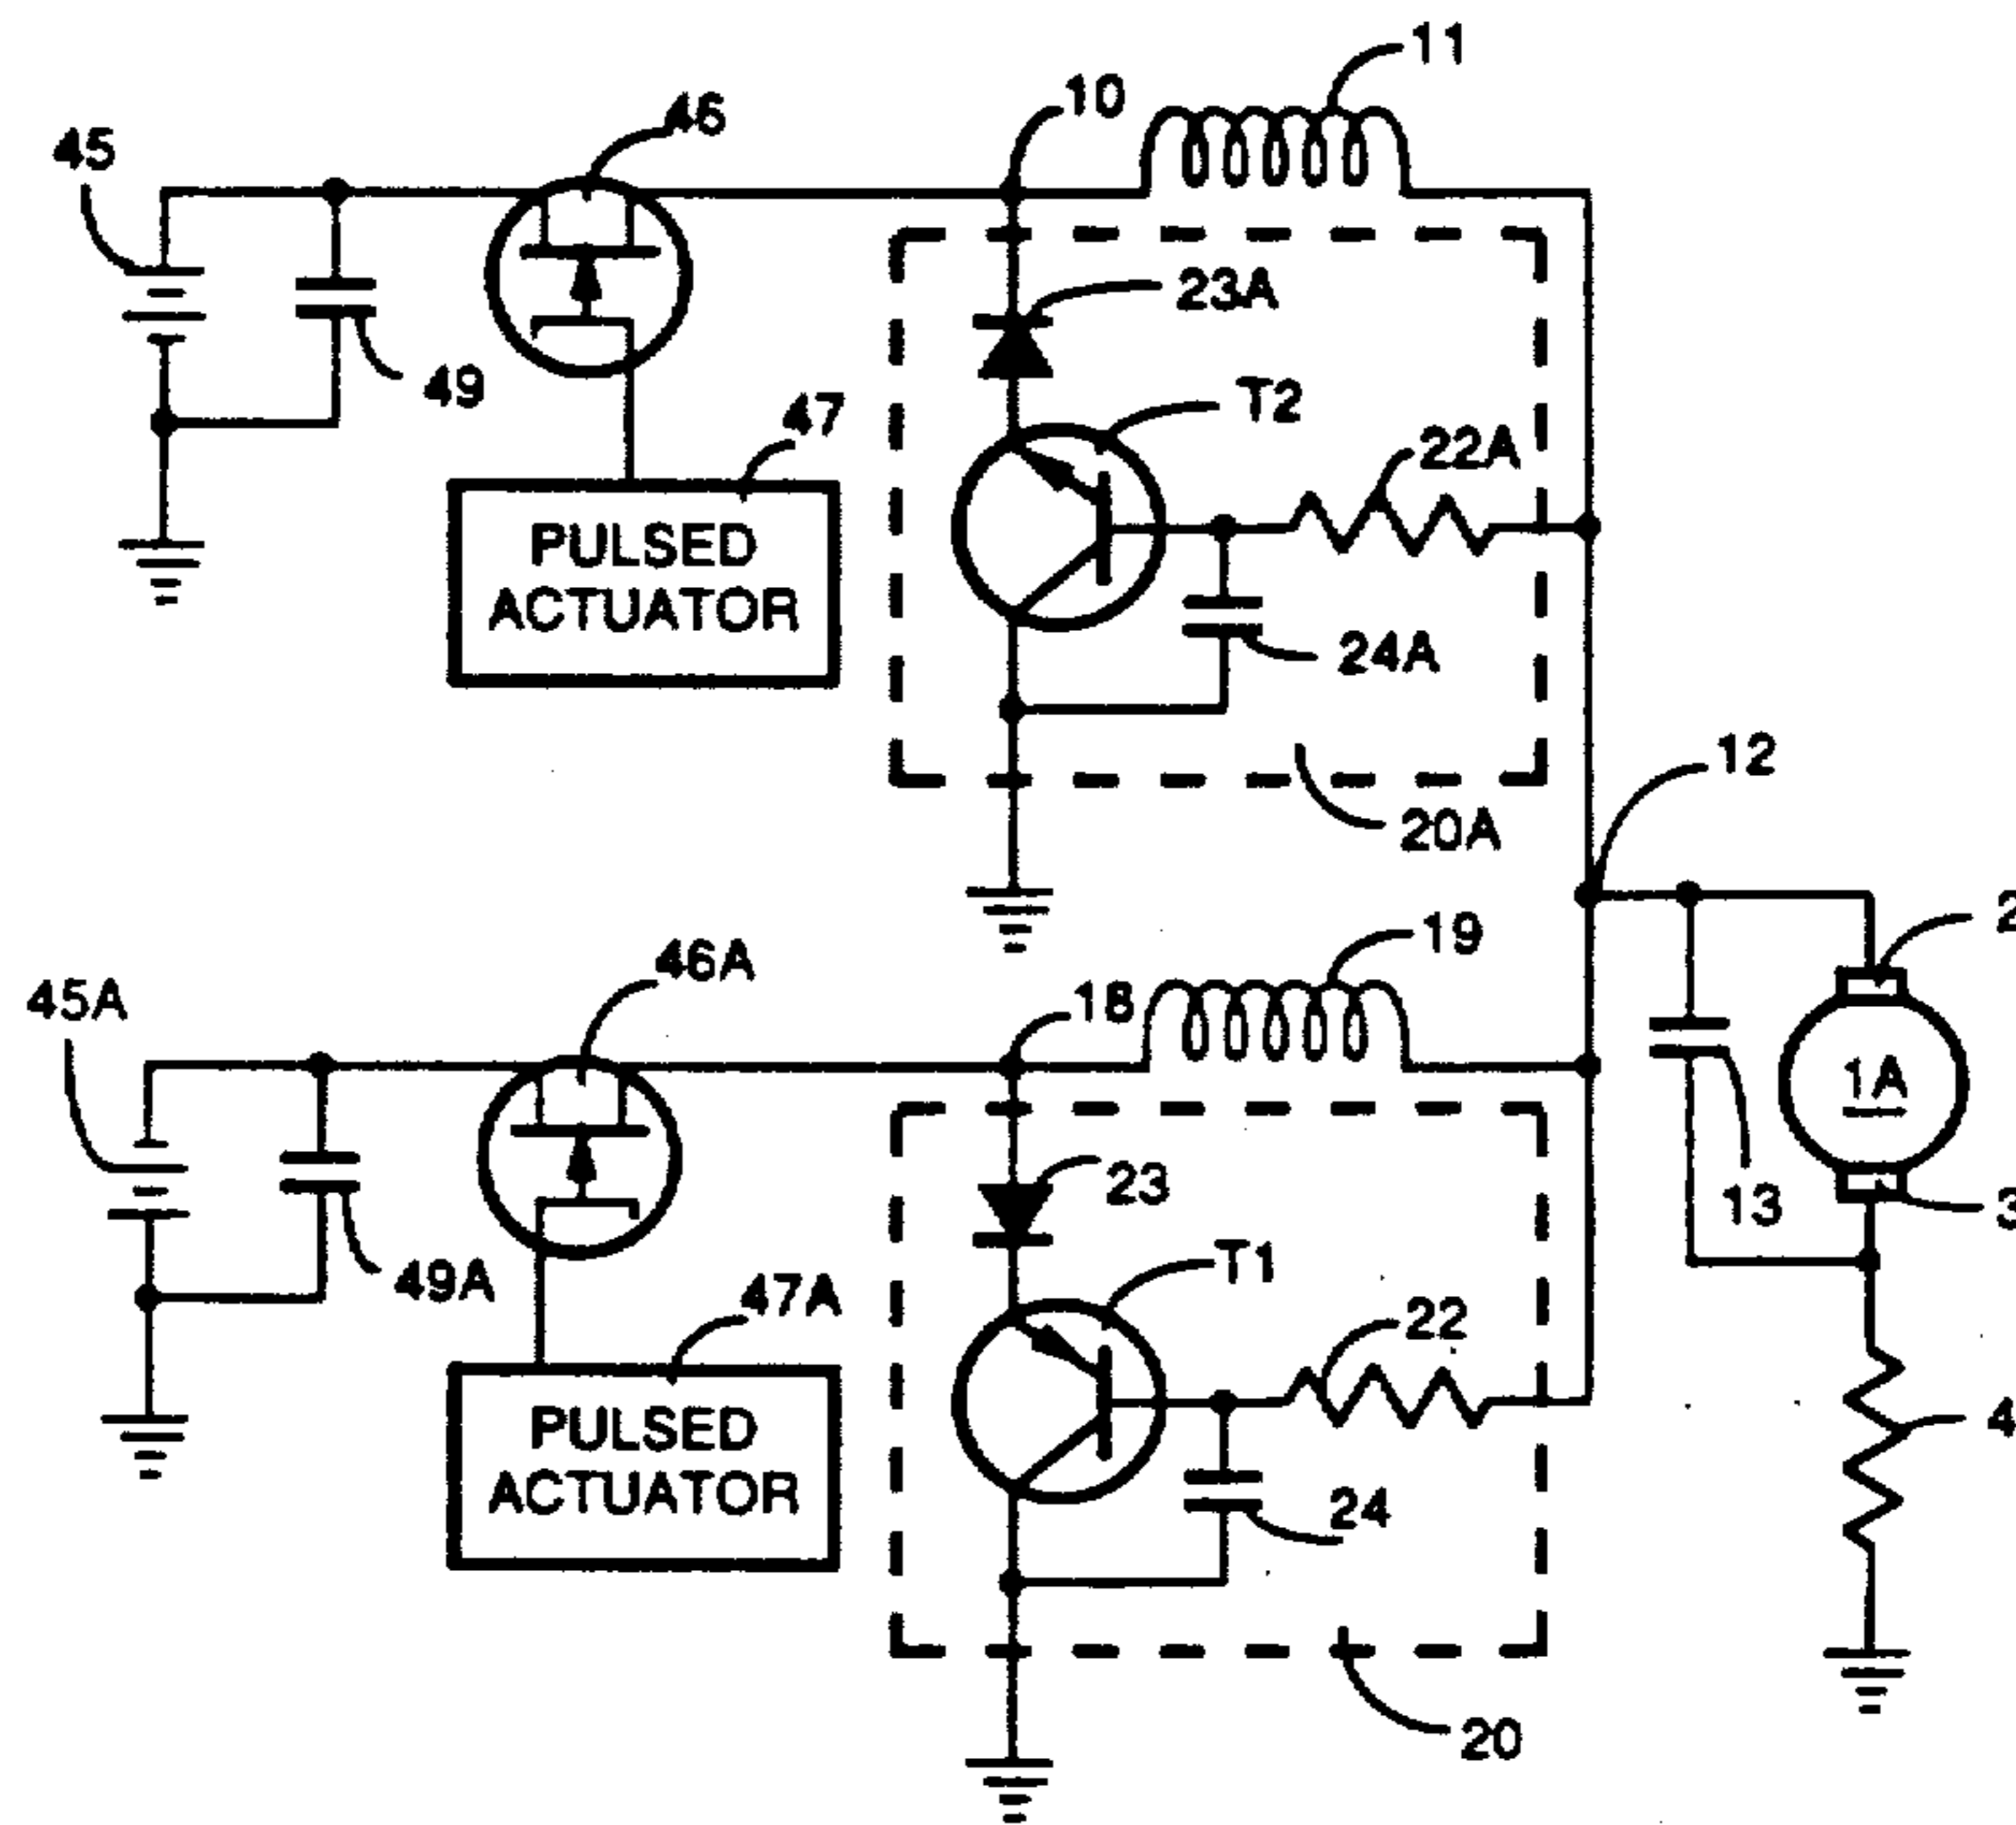 11
10
46
45
23A
49
47
T2
22A
PULSED
ACTUATOR
24A
12
20A
2
19
46A
18
45A
1A
23
13
3
T1
49A
47A
22
4
PULSED
ACTUATOR
24
20